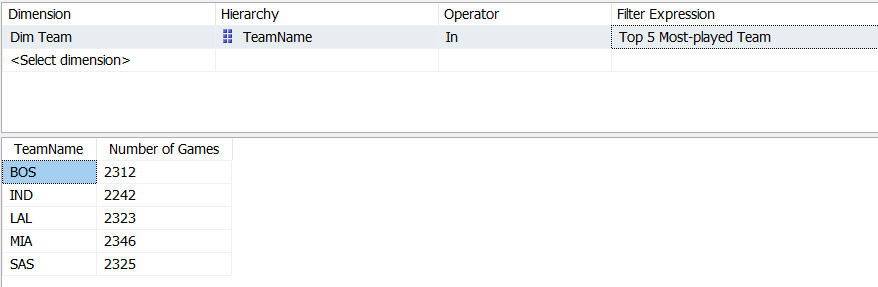 Dimension Hierarchy Operator Filter Expression
Dim Team TeamName In Top 5 Most-played Team
<Select dimension>
TeamName Number of Games
BOS 2312
IND 2242
LAL 2323
MIA 2346
SAS 2325